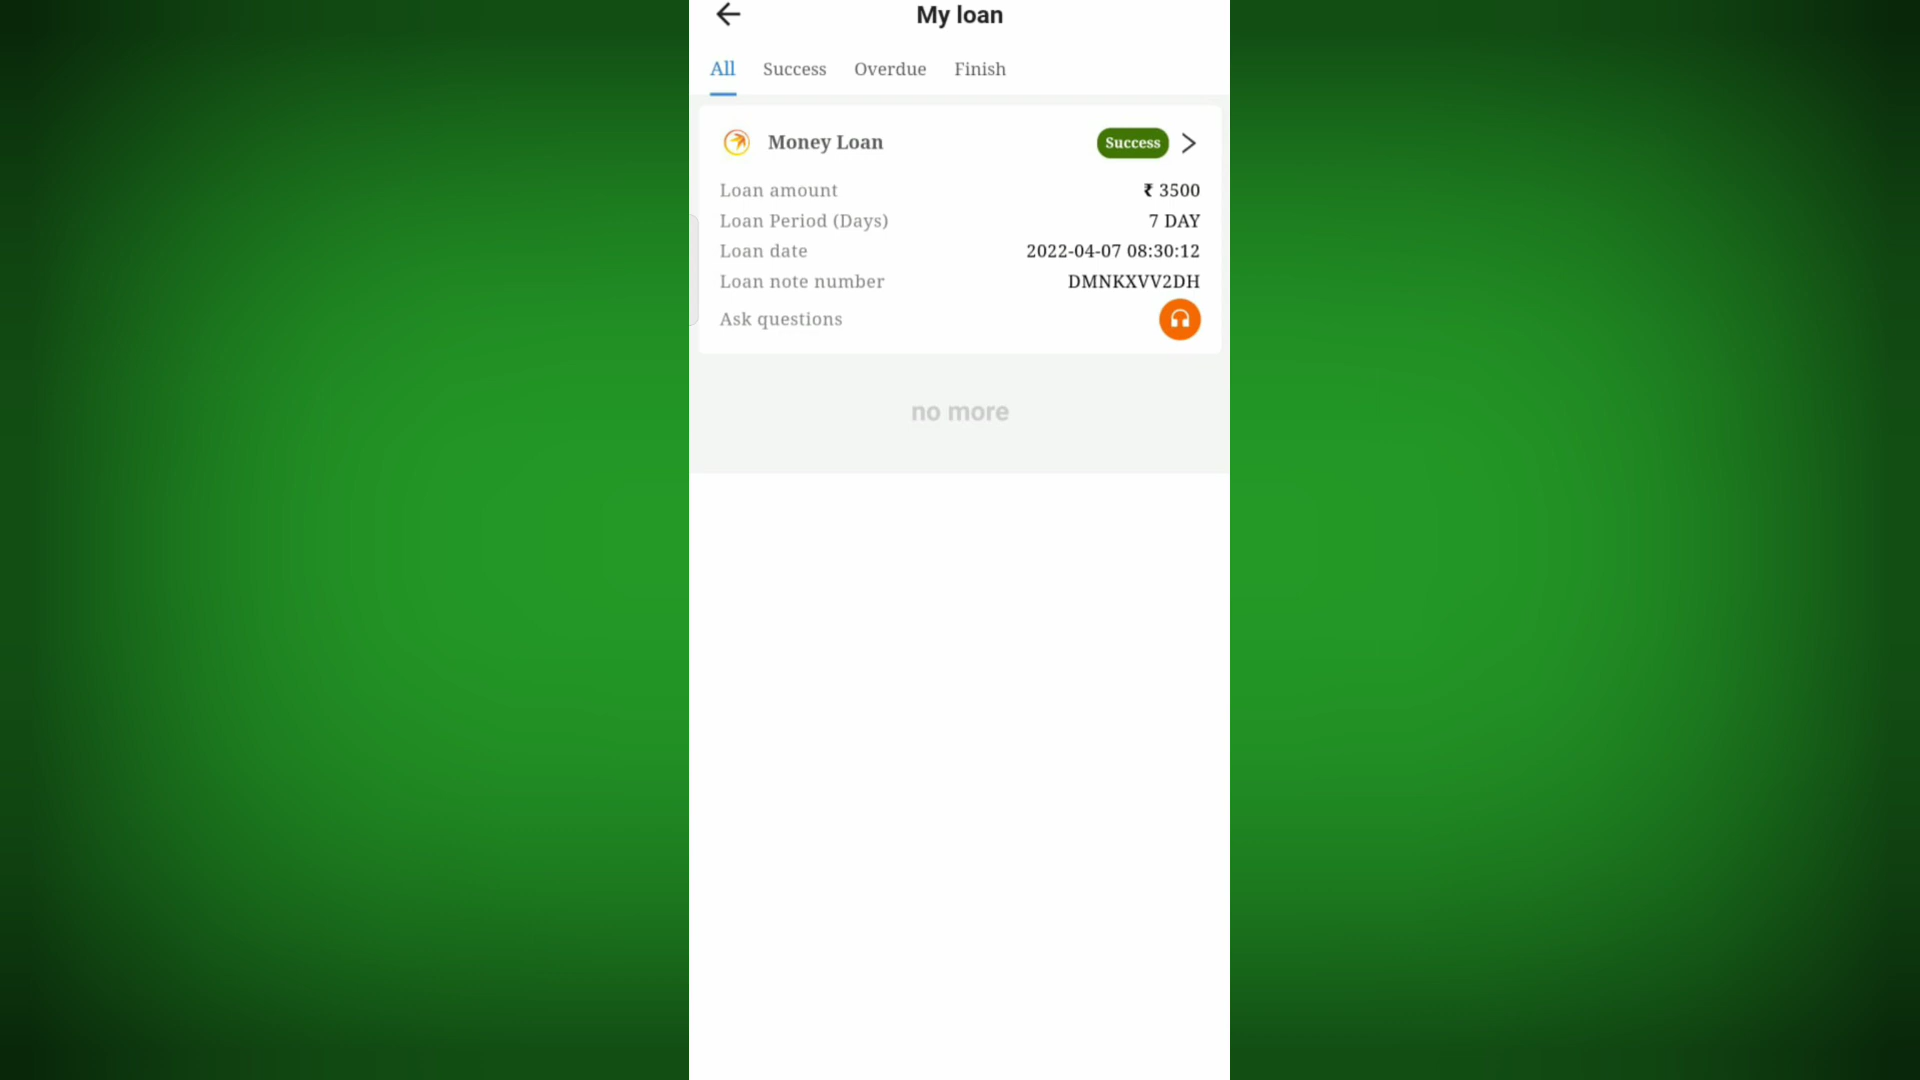 My loan
All Success Overdue Finish
Money Loan Success
Loan amount ₹ 3500
Loan Period (Days) 7 DAY
Loan date 2022-04-07 08:30:12
Loan note number DMNKXVV2DH
Ask questions
no more